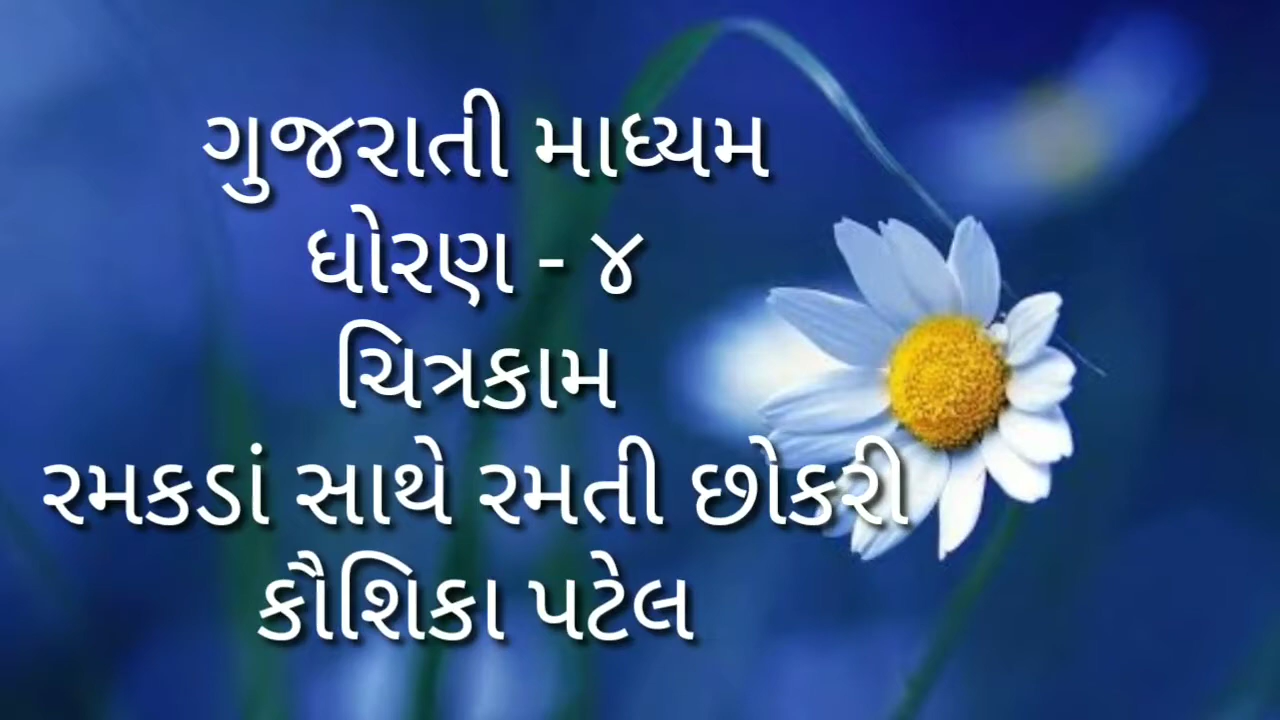 ગુજરાતી માધ્યમ
ધોરણ - ૪
ચિત્રકામ
રમકડાં સાથે રમતી છોકરી
કૌશિકા પટેલ